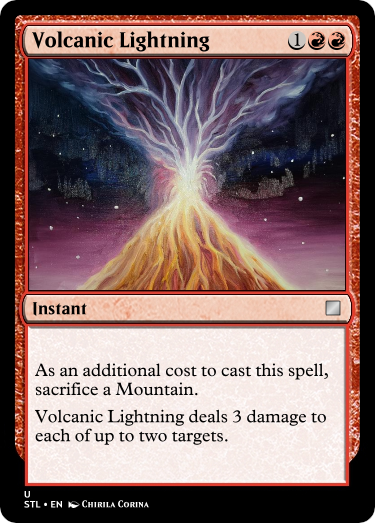 Volcanic Lightning 1
Instant
As an additional cost to cast this spell,
sacrifice a Mountain.
Volcanic Lightning deals 3 damage to
each of up to two targets.
U
STL • EN Chirila Corina